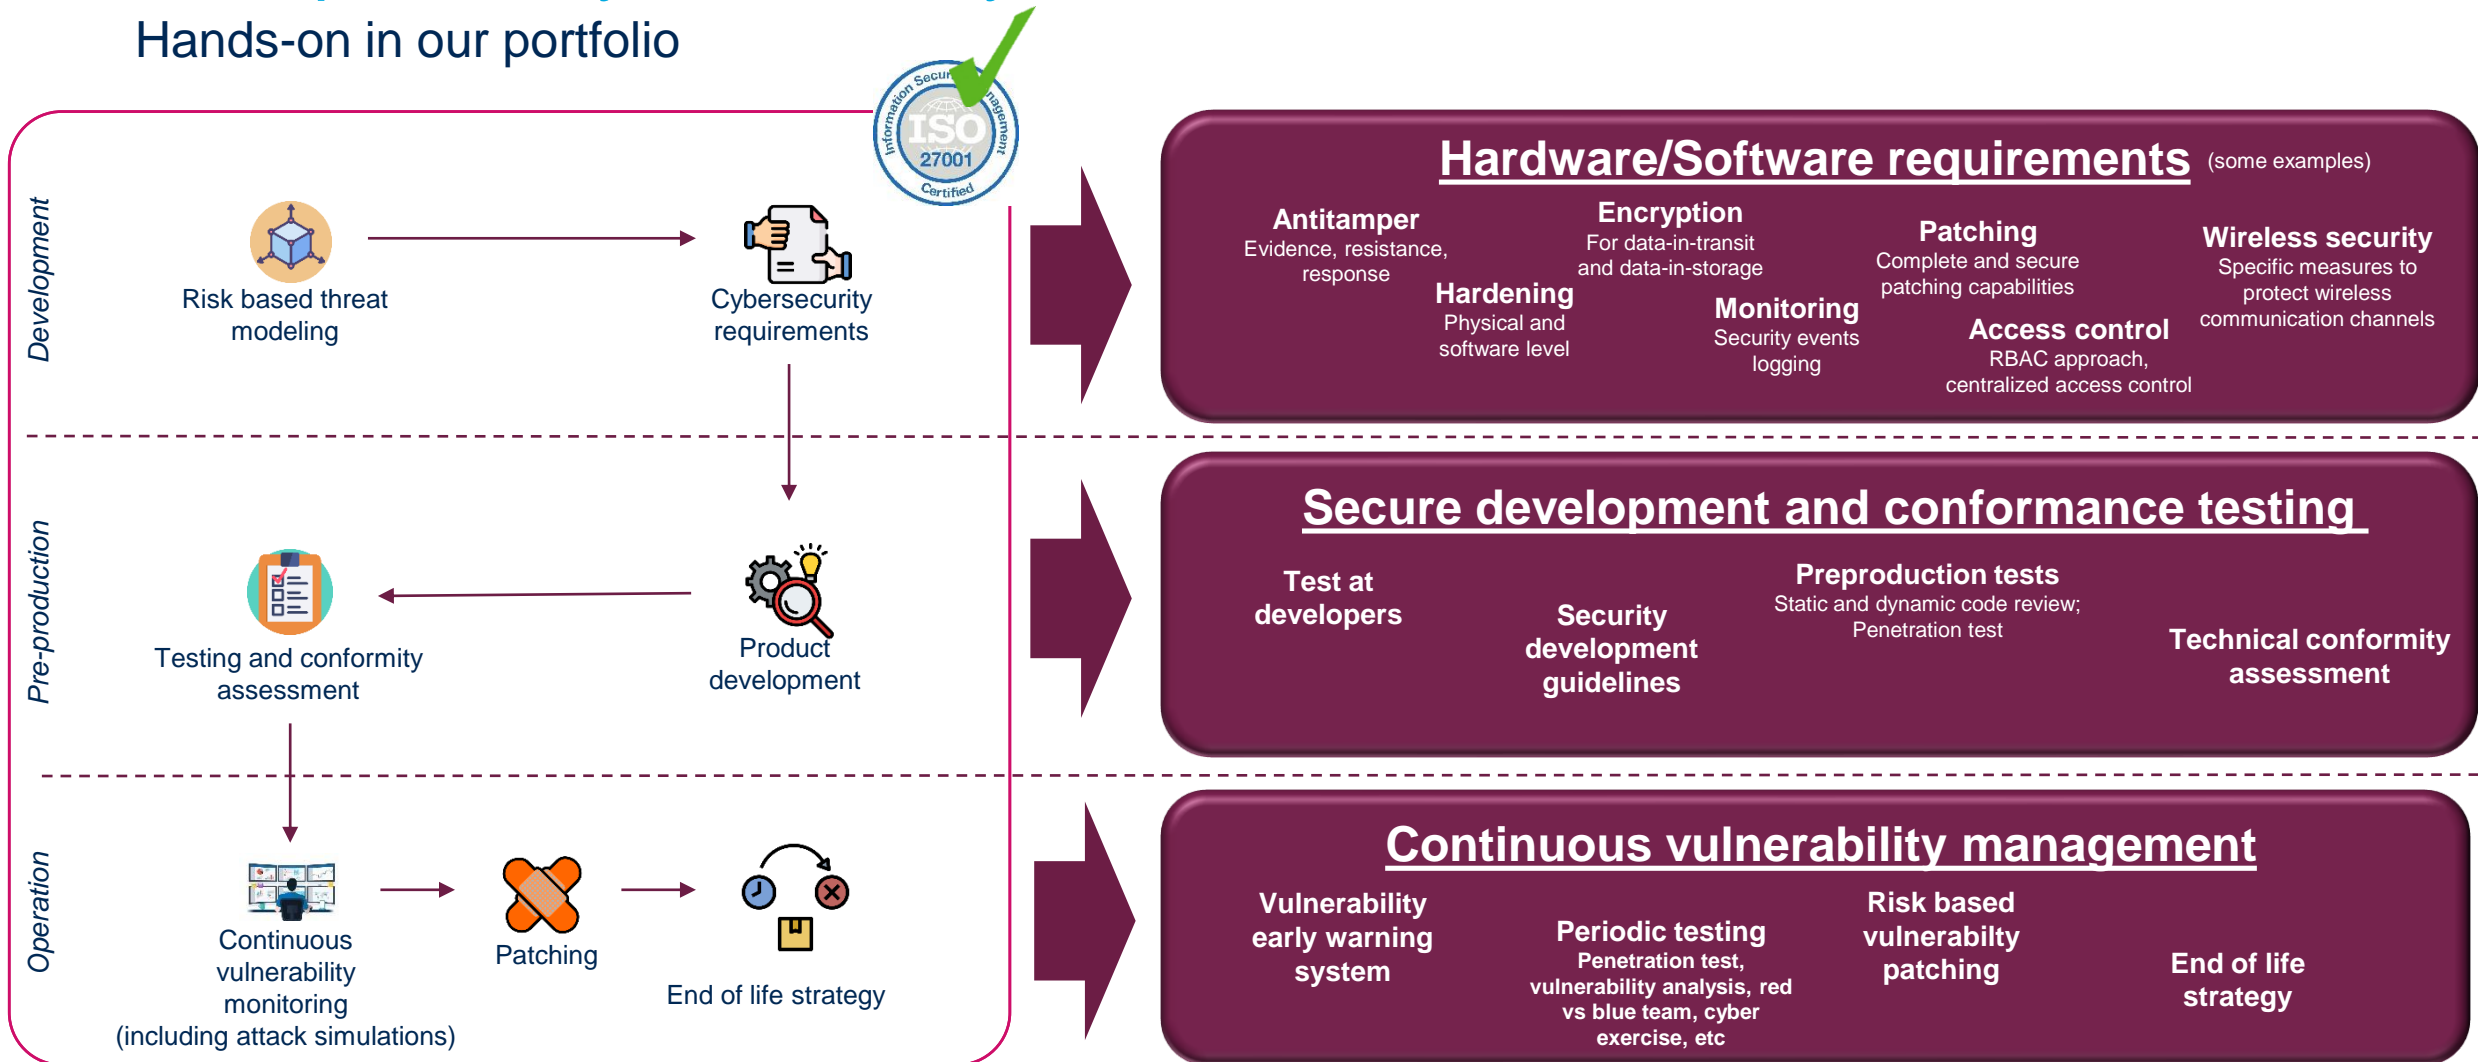 Hands-on in our portfolio
Information Security Management
ISO
27001
Certified
Development
Risk based threat
modeling
Cybersecurity
requirements
Hardware/Software requirements (some examples)
Antitamper
Evidence, resistance,
response
Hardening
Physical and
software level
Encryption
For data-in-transit
and data-in-storage
Monitoring
Security events
logging
Patching
Complete and secure
patching capabilities
Access control
RBAC approach,
centralized access control
Wireless security
Specific measures to
protect wireless
communication channels
Pre-production
Testing and conformity
assessment
Product
development
Secure development and conformance testing
Test at
developers
Security
development
guidelines
Preproduction tests
Static and dynamic code review;
Penetration test
Technical conformity
assessment
Operation
Continuous
vulnerability
monitoring
(including attack simulations)
Patching
End of life strategy
Continuous vulnerability management
Vulnerability
early warning
system
Periodic testing
Penetration test,
vulnerability analysis, red
vs blue team, cyber
exercise, etc
Risk based
vulnerabilty
patching
End of life
strategy